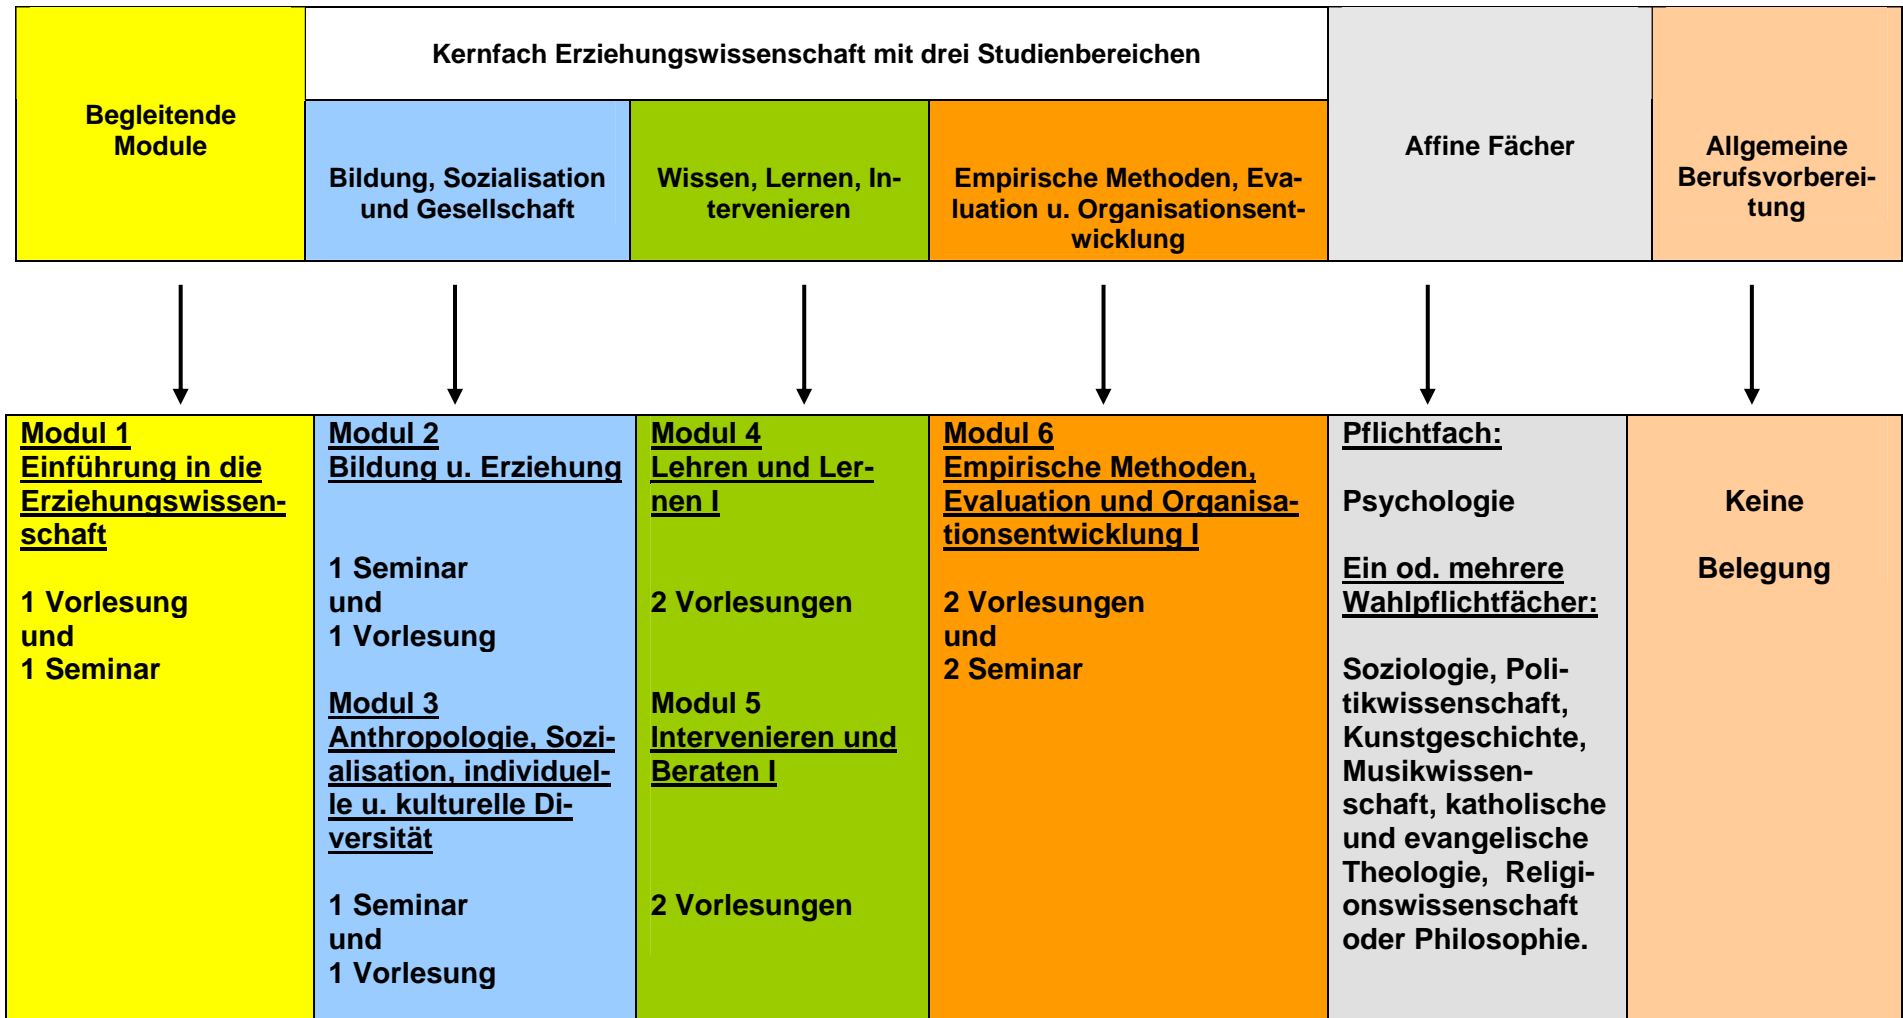 Begleitende
Module
Kernfach Erziehungswissenschaft mit drei Studienbereichen
Bildung, Sozialisation
und Gesellschaft
Wissen, Lernen, In-
tervenieren
Empirische Methoden, Eva-
luation u. Organisationsent-
wicklung
Affine Fächer
Allgemeine
Berufsvorberei-
tung
Modul 1
Einführung in die
Erziehungswissen-
schaft
1 Vorlesung
und
1 Seminar
Modul 2
Bildung u. Erziehung
1 Seminar
und
1 Vorlesung
Modul 3
Anthropologie, Sozi-
alisation, individuel-
le u. kulturelle Di-
versität
1 Seminar
und
1 Vorlesung
Modul 4
Lehren und Ler-
nen I
2 Vorlesungen
Modul 5
Intervenieren und
Beraten I
2 Vorlesungen
Modul 6
Empirische Methoden,
Evaluation und Organisa-
tionsentwicklung I
2 Vorlesungen
und
2 Seminar
Pflichtfach:
Psychologie
Ein od. mehrere
Wahlpflichtfächer:
Soziologie, Poli-
tikwissenschaft,
Kunstgeschichte,
Musikwissen-
schaft, katholische
und evangelische
Theologie, Religi-
onswissenschaft
oder Philosophie.
Keine
Belegung